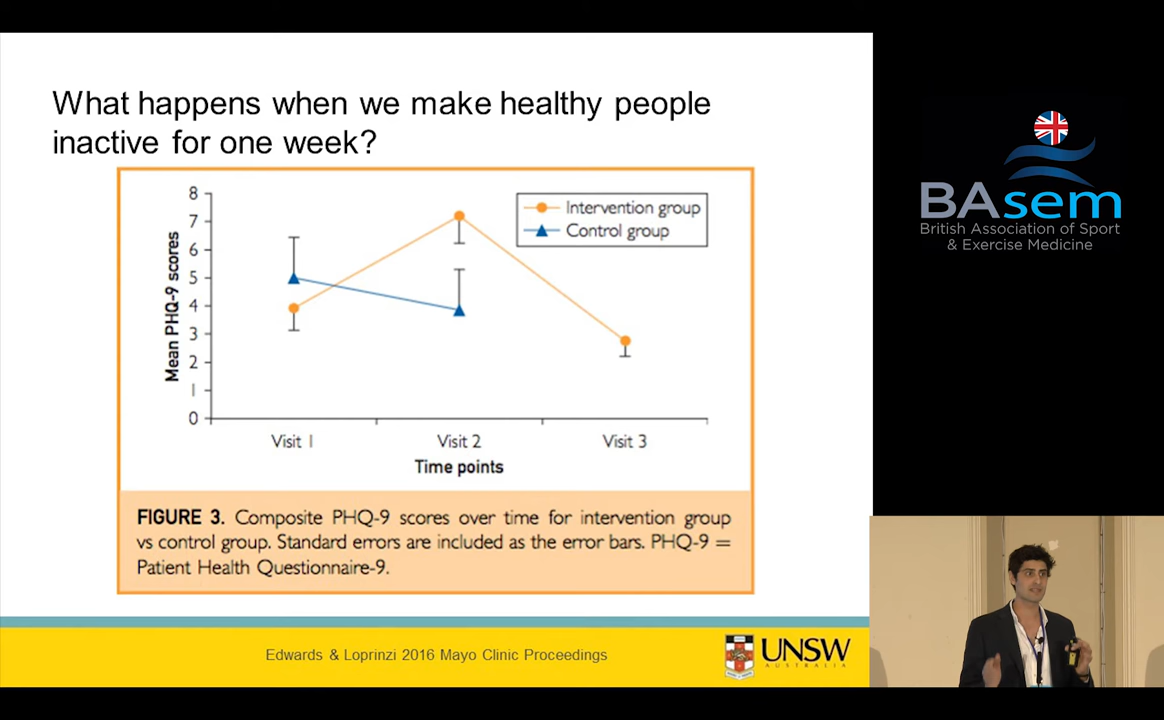 What happens when we make healthy people
inactive for one week?
8
7
6
5
4
3
2
1
0
Mean PHQ-9 scores
Intervention group
Control group
Visit 1
Visit 2
Visit 3
Time points
FIGURE 3. Composite PHQ-9 scores over time for intervention group
vs control group. Standard errors are included as the error bars. PHQ-9 =
Patient Health Questionnaire-9.
Edwards & Loprinzi 2016 Mayo Clinic Proceedings
UNSW
AUSTRALIA
BAsem
British Association of Sport
& Exercise Medicine